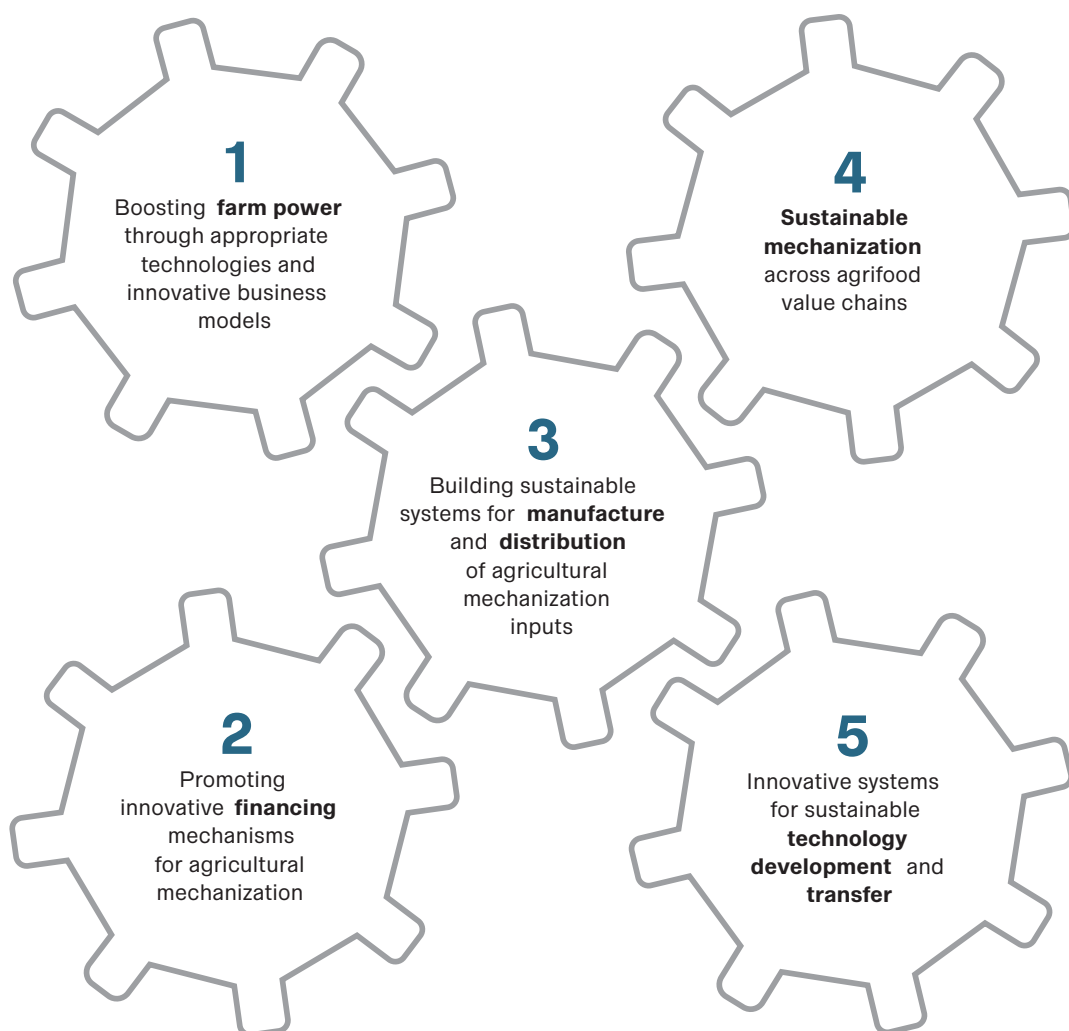 1
Boosting farm power
through appropriate
technologies and
innovative business
models
4
Sustainable
mechanization
across agrifood
value chains
3
Building sustainable
systems for manufacture
and distribution
of agricultural
mechanization
inputs
2
Promoting
innovative financing
mechanisms
for agricultural
mechanization
5
Innovative systems
for sustainable
technology
development and
transfer